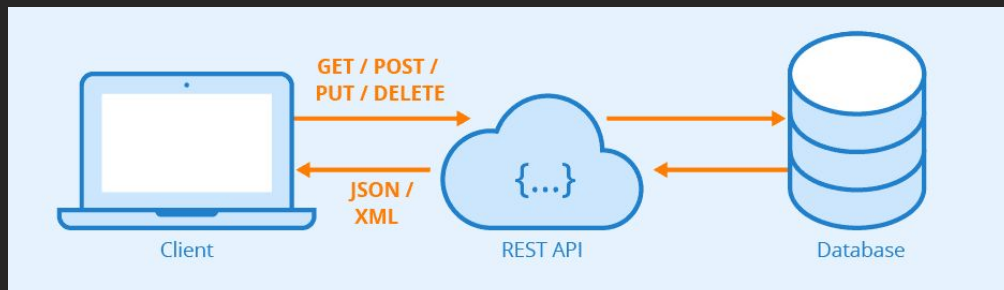 GET / POST /
PUT / DELETE
{...}
JSON /
XML
Client
REST API
Database